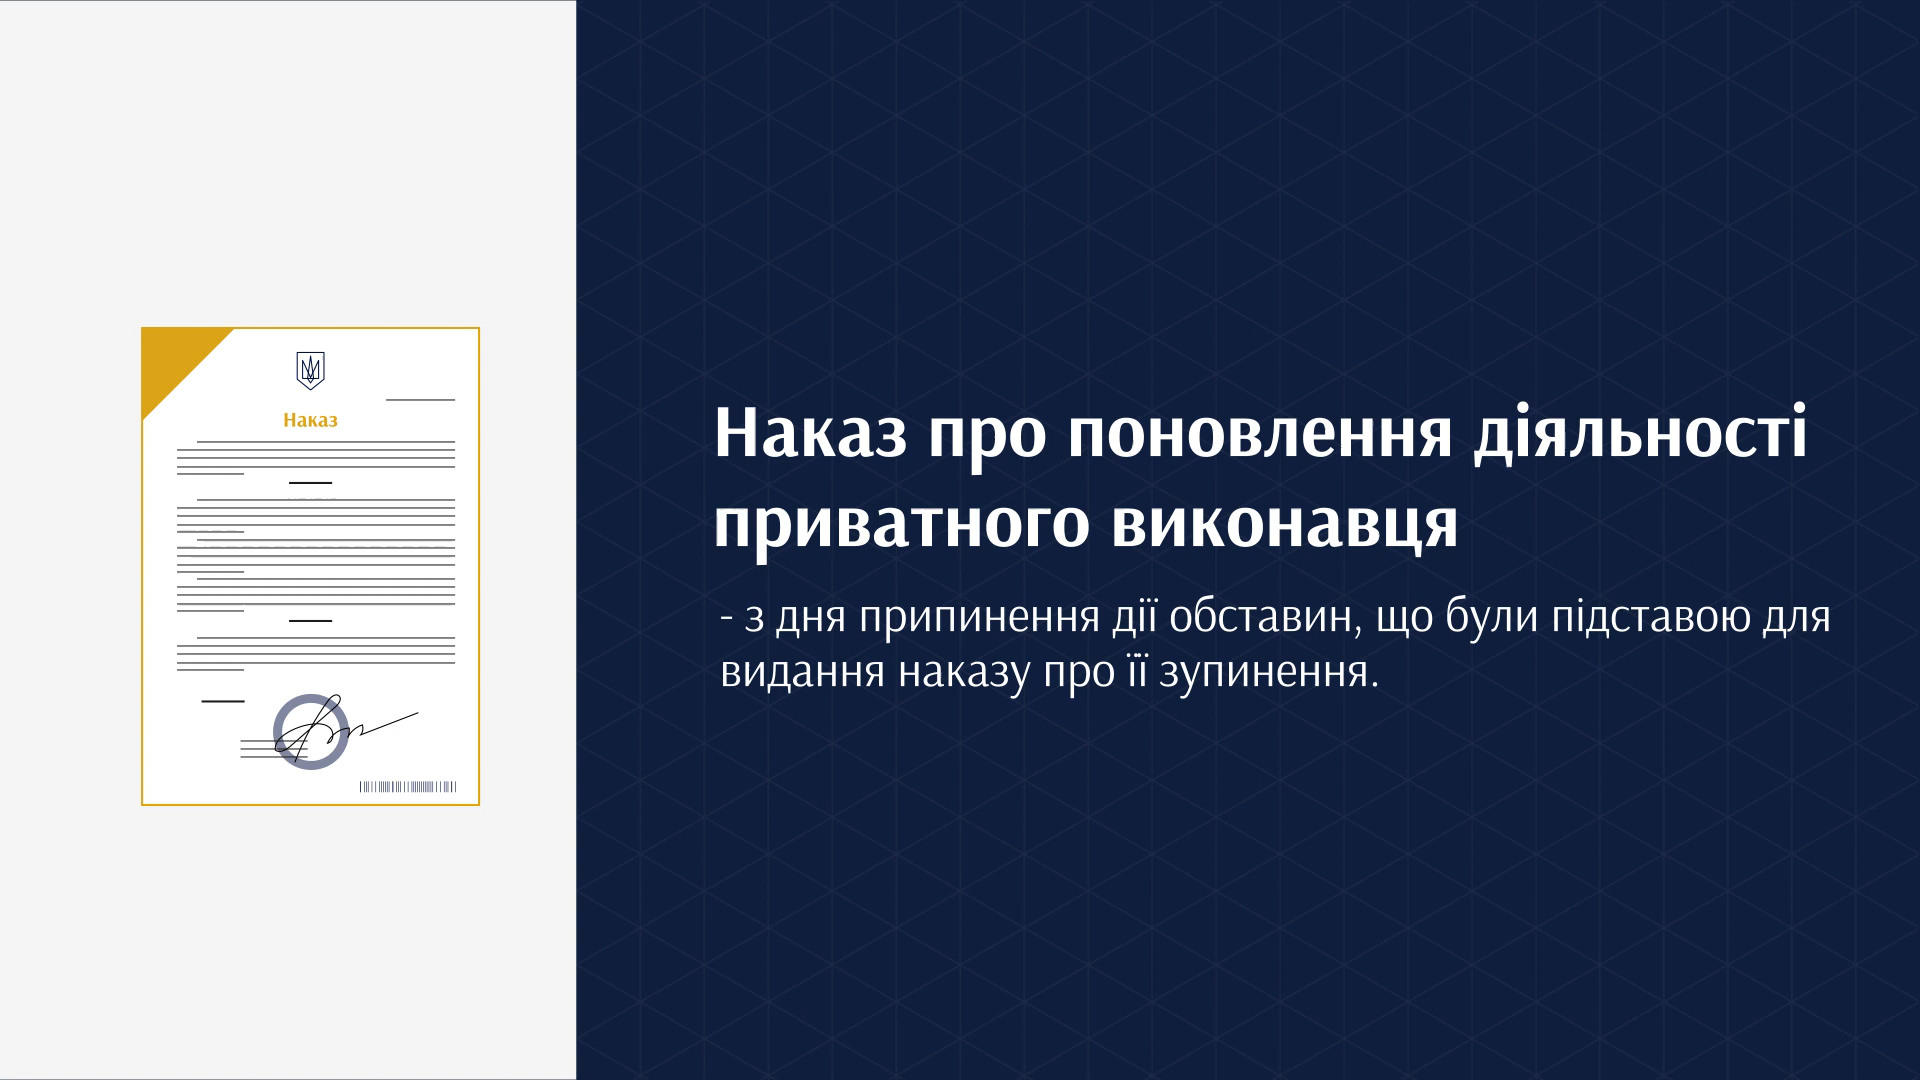 Наказ
Наказ про поновлення діяльності
приватного виконавця
- з дня припинення дії обставин, що були підставою для
видання наказу про її зупинення.